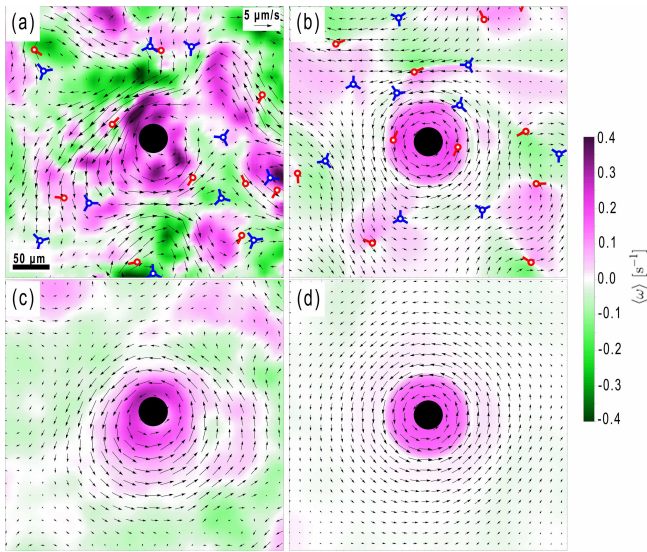 (a)
5 µm/s
(b)
50 µm
(c)
(d)
0.4
0.3
0.2
0.1
0.0
-0.1
-0.2
-0.3
-0.4
⟨ω⟩ [s⁻¹]